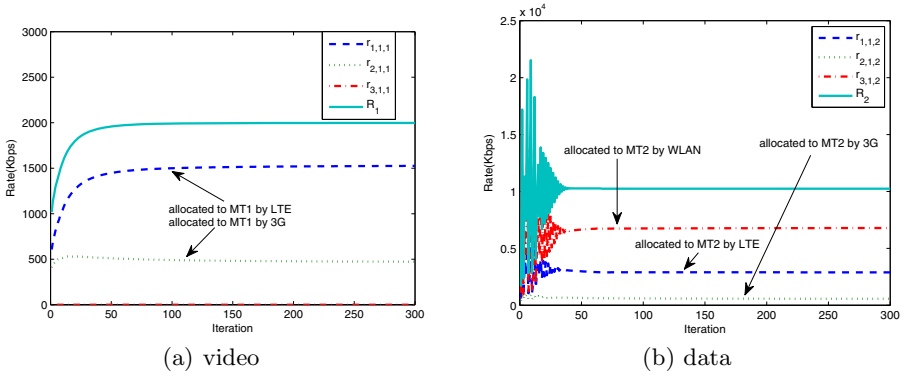 3000
2500
2000
1500
1000
500
0
Rate(Kbps)
0 50 100 150 200 250 300
Iteration
r1,1,1
r2,1,1
r3,1,1
R1
allocated to MT1 by LTE
allocated to MT1 by 3G
(a) video
x 10^4
2.5
2
1.5
1
0.5
0
Rate(Kbps)
0 50 100 150 200 250 300
Iteration
r1,1,2
r2,1,2
r3,1,2
R2
allocated to MT2 by WLAN
allocated to MT2 by 3G
allocated to MT2 by LTE
(b) data